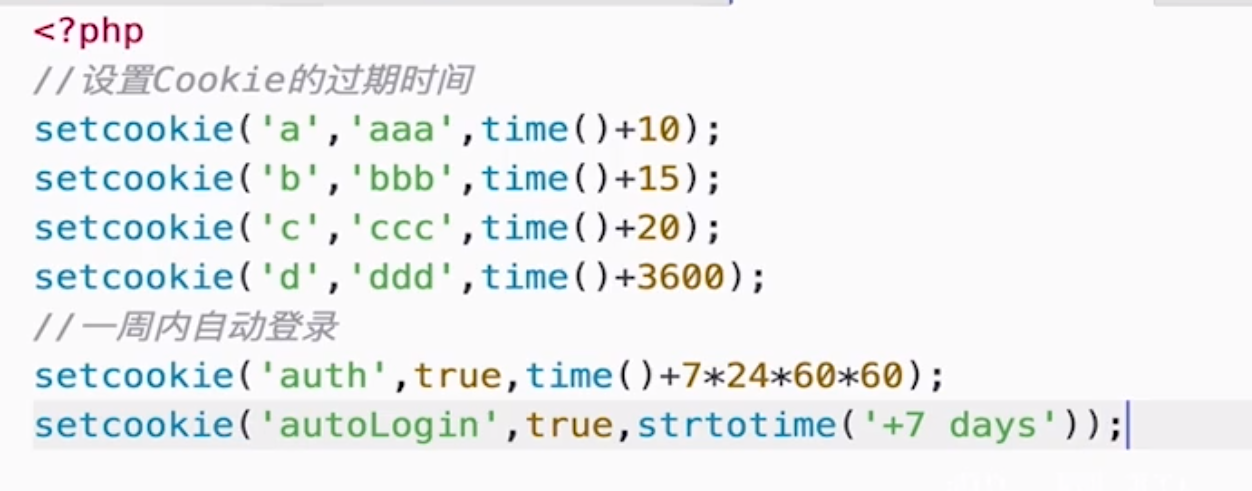 <?php
//设置Cookie的过期时间
setcookie('a','aaa',time()+10);
setcookie('b','bbb',time()+15);
setcookie('c','ccc',time()+20);
setcookie('d','ddd',time()+3600);
//一周内自动登录
setcookie('auth',true,time()+7*24*60*60);
setcookie('autoLogin',true,strtotime('+7 days'));